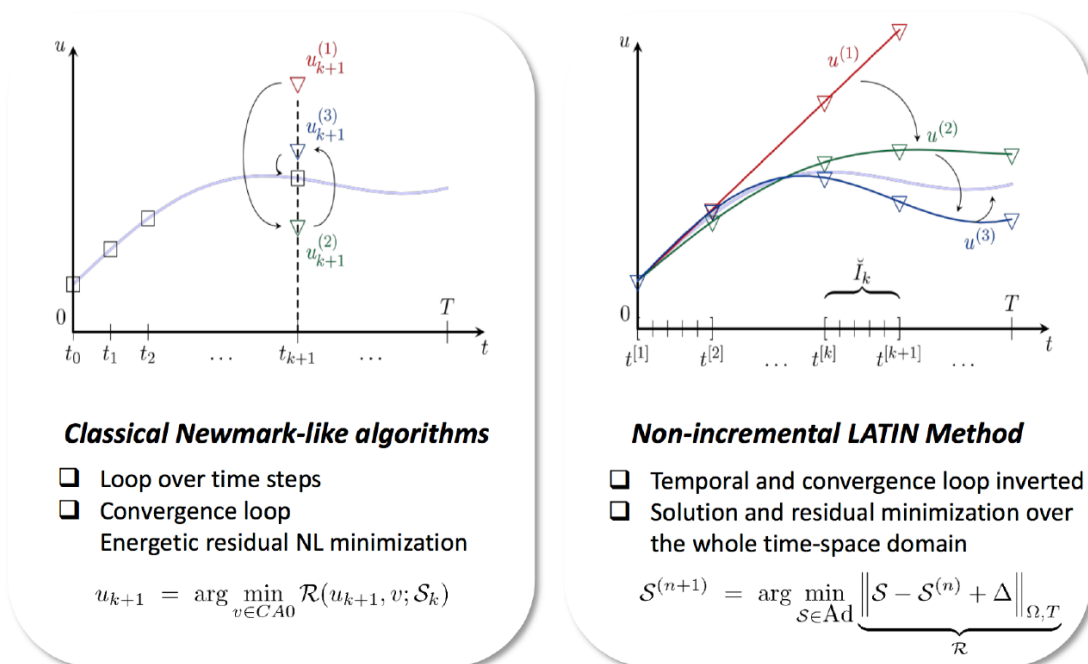 u
u_{k+1}^{(1)}
u_{k+1}^{(3)}
u_{k+1}^{(2)}
0
T
t_0 t_1 t_2 ... t_{k+1} ... t
Classical Newmark-like algorithms
❑ Loop over time steps
❑ Convergence loop
Energetic residual NL minimization
u_{k+1} = arg min_{v∈CA0} R(u_{k+1}, v; S_k)
u
u^{(1)}
u^{(2)}
u^{(3)}
Ĭ_k
0
T
t
t^{[1]} t^{[2]} ... t^{[k]} t^{[k+1]} ...
Non-incremental LATIN Method
❑ Temporal and convergence loop inverted
❑ Solution and residual minimization over
the whole time-space domain
S^{(n+1)} = arg min_{S∈Ad} ||S − S^{(n)} + Δ||_{Ω,T}
R